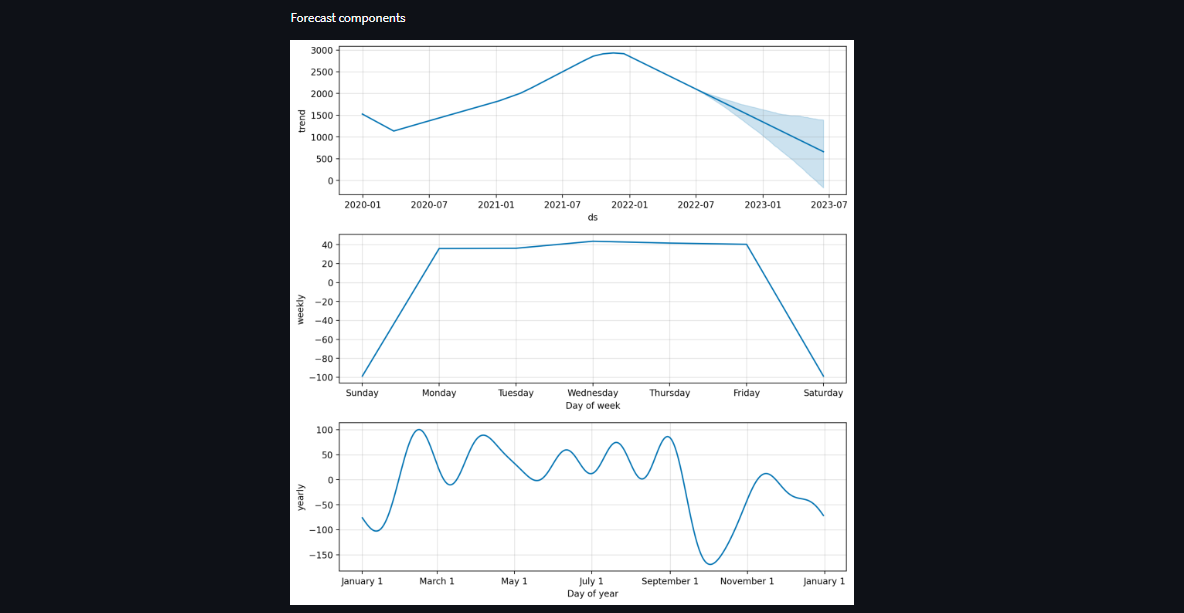 Forecast components
3000
2500
2000
1500
1000
500
0
trend
2020-01 2020-07 2021-01 2021-07 2022-01 2022-07 2023-01 2023-07
ds
40
20
0
−20
−40
−60
−80
−100
weekly
Sunday Monday Tuesday Wednesday Thursday Friday Saturday
Day of week
100
50
0
−50
−100
−150
yearly
January 1 March 1 May 1 July 1 September 1 November 1 January 1
Day of year